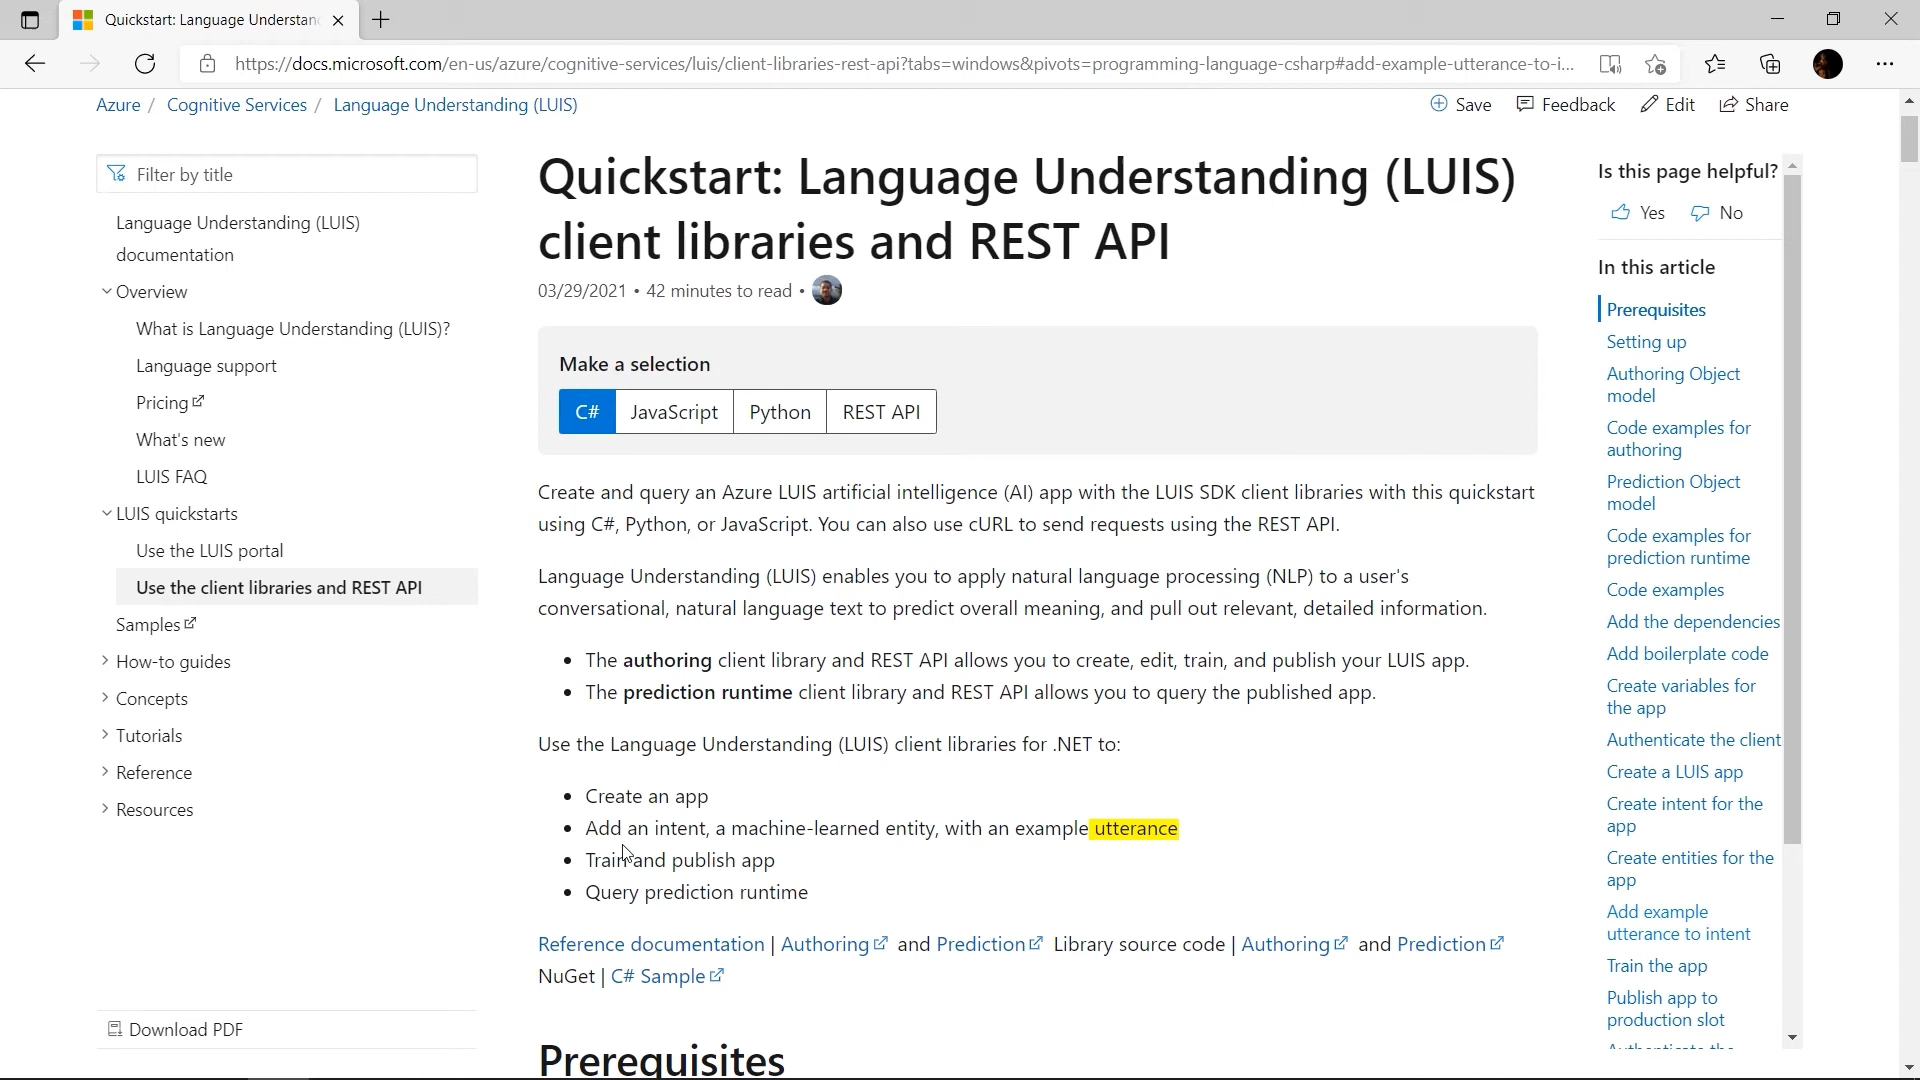 Quickstart: Language Understan
https://docs.microsoft.com/en-us/azure/cognitive-services/luis/client-libraries-rest-api?tabs=windows&pivots=programming-language-csharp#add-example-utterance-to-i...
Azure / Cognitive Services / Language Understanding (LUIS)
Save Feedback Edit Share
Filter by title
Language Understanding (LUIS)
documentation
Overview
What is Language Understanding (LUIS)?
Language support
Pricing
What's new
LUIS FAQ
LUIS quickstarts
Use the LUIS portal
Use the client libraries and REST API
Samples
How-to guides
Concepts
Tutorials
Reference
Resources
Download PDF
Quickstart: Language Understanding (LUIS)
client libraries and REST API
03/29/2021 • 42 minutes to read •
Make a selection
C# JavaScript Python REST API
Create and query an Azure LUIS artificial intelligence (AI) app with the LUIS SDK client libraries with this quickstart
using C#, Python, or JavaScript. You can also use cURL to send requests using the REST API.
Language Understanding (LUIS) enables you to apply natural language processing (NLP) to a user's
conversational, natural language text to predict overall meaning, and pull out relevant, detailed information.
• The authoring client library and REST API allows you to create, edit, train, and publish your LUIS app.
• The prediction runtime client library and REST API allows you to query the published app.
Use the Language Understanding (LUIS) client libraries for .NET to:
• Create an app
• Add an intent, a machine-learned entity, with an example utterance
• Train and publish app
• Query prediction runtime
Reference documentation | Authoring and Prediction Library source code | Authoring and Prediction
NuGet | C# Sample
Prerequisites
Is this page helpful?
Yes No
In this article
Prerequisites
Setting up
Authoring Object
model
Code examples for
authoring
Prediction Object
model
Code examples for
prediction runtime
Code examples
Add the dependencies
Add boilerplate code
Create variables for
the app
Authenticate the client
Create a LUIS app
Create intent for the
app
Create entities for the
app
Add example
utterance to intent
Train the app
Publish app to
production slot